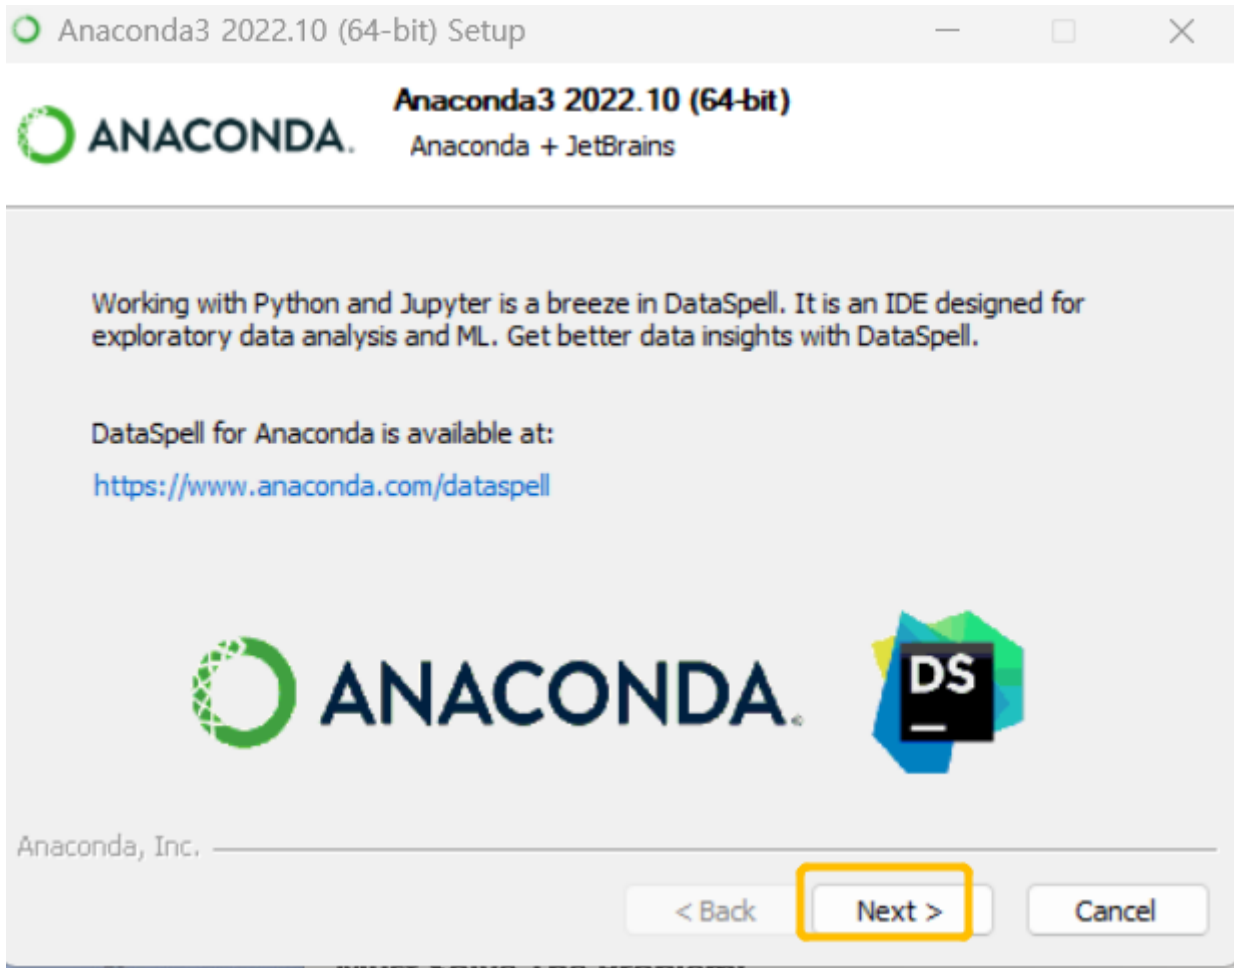 Anaconda3 2022.10 (64-bit) Setup
ANACONDA.
Anaconda3 2022.10 (64-bit)
Anaconda + JetBrains
Working with Python and Jupyter is a breeze in DataSpell. It is an IDE designed for
exploratory data analysis and ML. Get better data insights with DataSpell.
DataSpell for Anaconda is available at:
https://www.anaconda.com/dataspell
ANACONDA.
DS
Anaconda, Inc.
< Back
Next >
Cancel